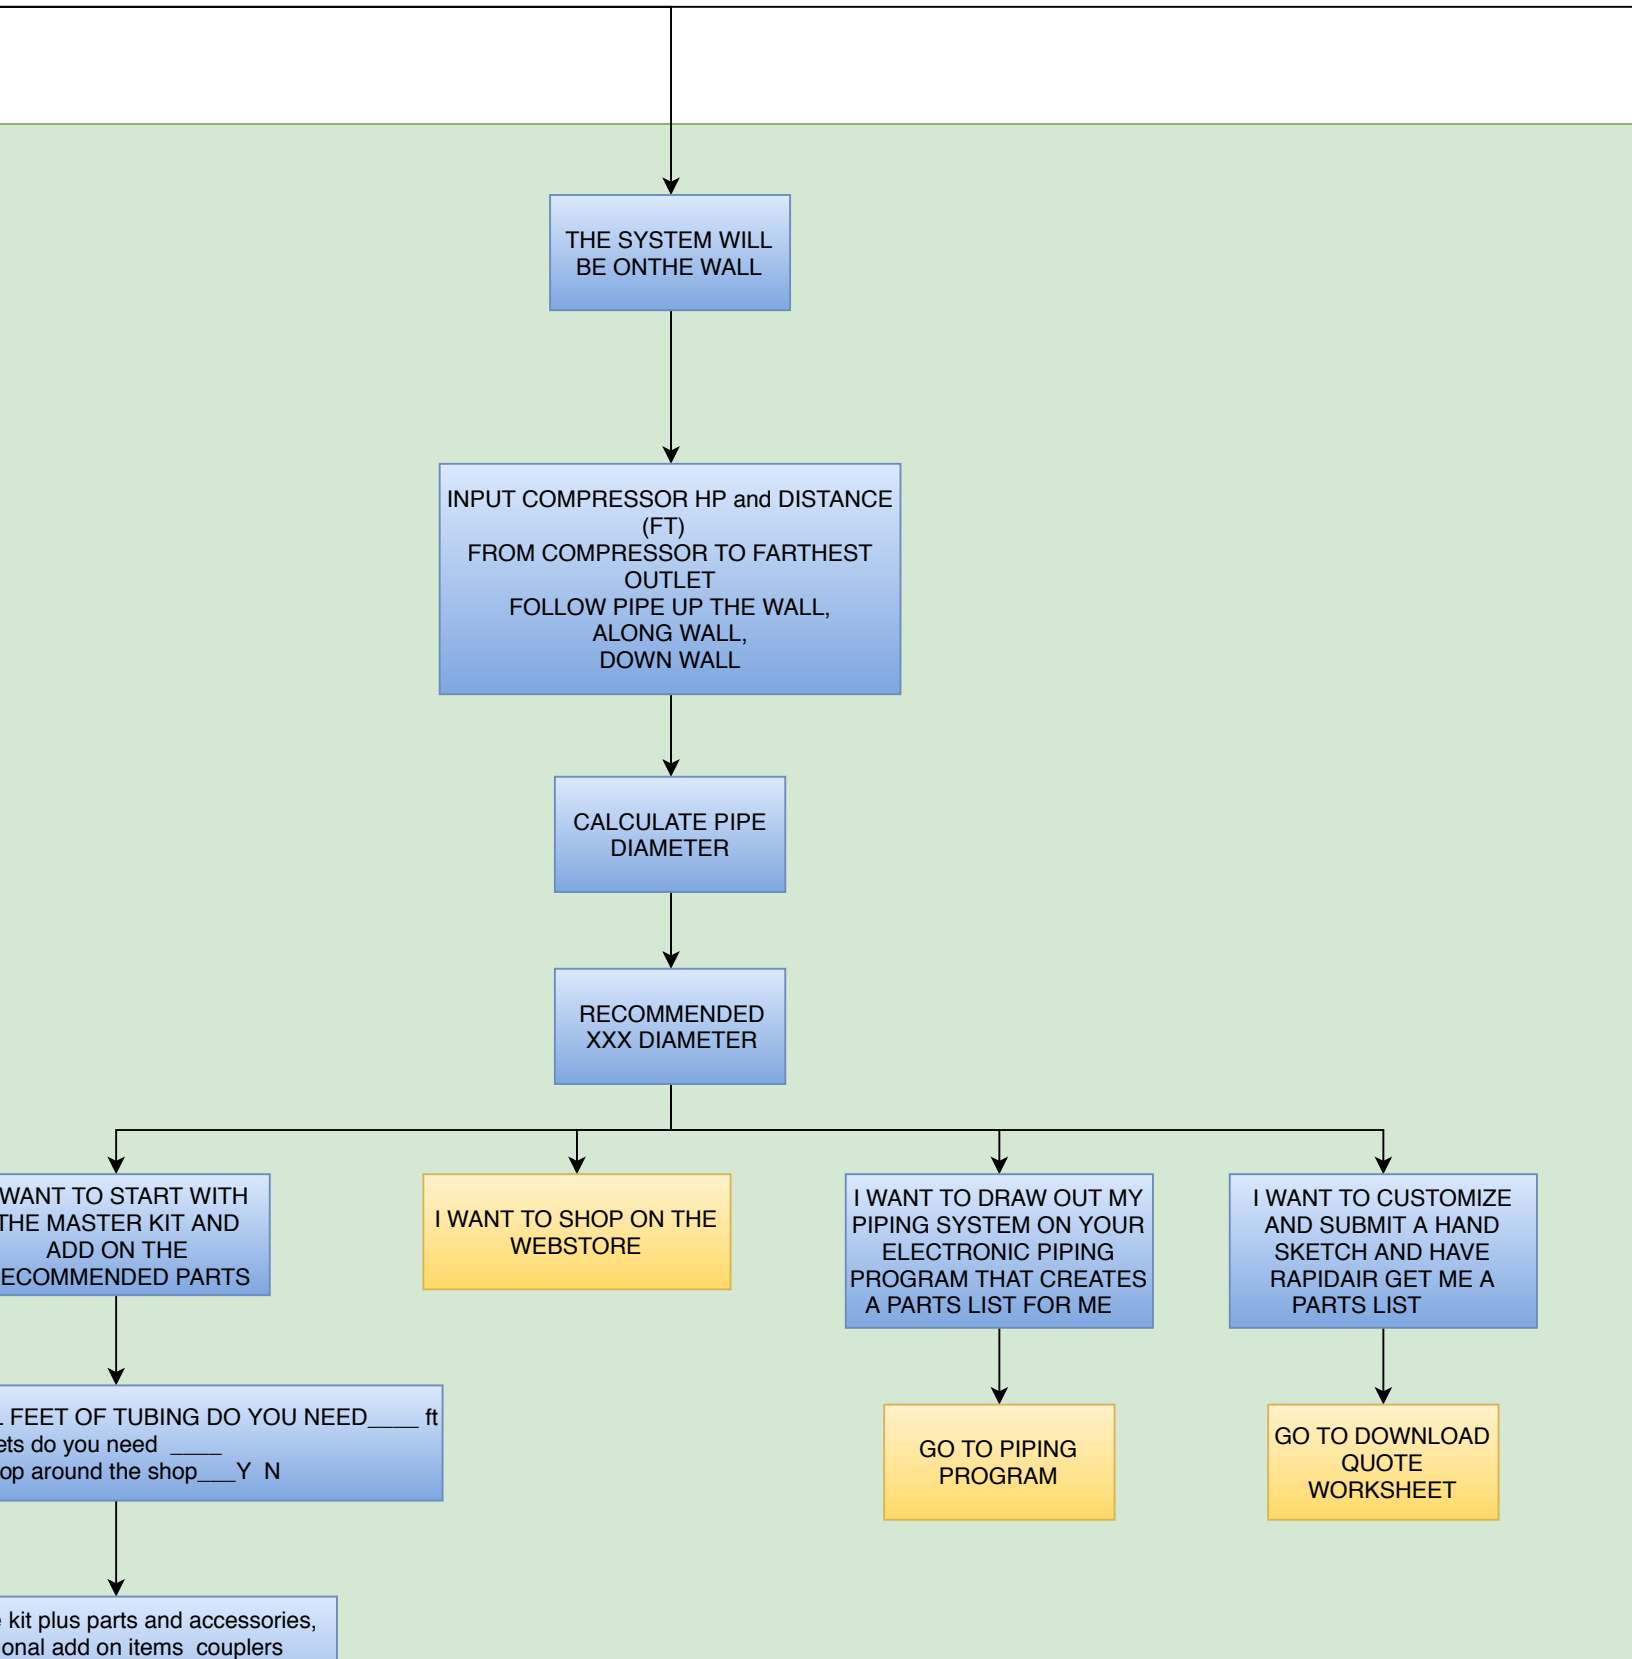 THE SYSTEM WILL
BE ONTHE WALL
INPUT COMPRESSOR HP and DISTANCE
(FT)
FROM COMPRESSOR TO FARTHEST
OUTLET
FOLLOW PIPE UP THE WALL,
ALONG WALL,
DOWN WALL
CALCULATE PIPE
DIAMETER
RECOMMENDED
XXX DIAMETER
WANT TO START WITH
THE MASTER KIT AND
ADD ON THE
ECOMMENDED PARTS
I WANT TO SHOP ON THE
WEBSTORE
I WANT TO DRAW OUT MY
PIPING SYSTEM ON YOUR
ELECTRONIC PIPING
PROGRAM THAT CREATES
A PARTS LIST FOR ME
I WANT TO CUSTOMIZE
AND SUBMIT A HAND
SKETCH AND HAVE
RAPIDAIR GET ME A
PARTS LIST
FEET OF TUBING DO YOU NEED____ ft
ets do you need ____
op around the shop___Y N
GO TO PIPING
PROGRAM
GO TO DOWNLOAD
QUOTE
WORKSHEET
kit plus parts and accessories,
onal add on items couplers